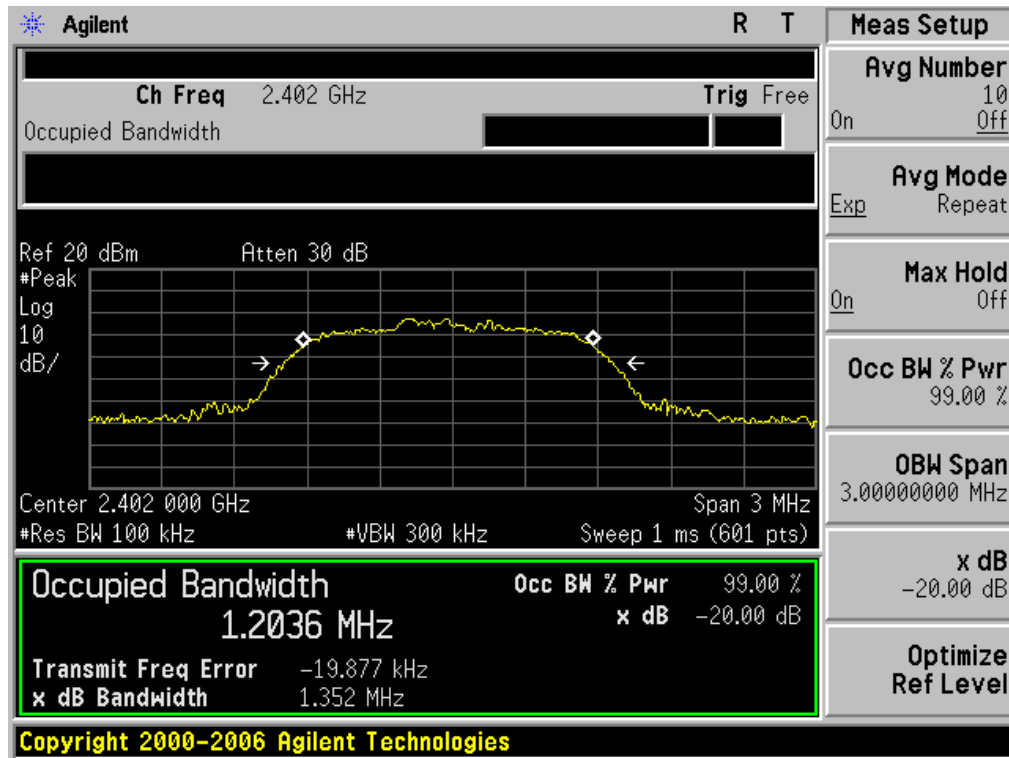 Agilent R T
Ch Freq 2.402 GHz Trig Free
Occupied Bandwidth
Ref 20 dBm Atten 30 dB
#Peak
Log
10
dB/
Center 2.402 000 GHz Span 3 MHz
#Res BW 100 kHz #VBW 300 kHz Sweep 1 ms (601 pts)
Occupied Bandwidth Occ BW % Pwr 99.00 %
1.2036 MHz x dB -20.00 dB
Transmit Freq Error -19.877 kHz
x dB Bandwidth 1.352 MHz
Copyright 2000-2006 Agilent Technologies
Meas Setup
Avg Number
10
On Off
Avg Mode
Exp Repeat
Max Hold
On Off
Occ BW % Pwr
99.00 %
OBW Span
3.00000000 MHz
x dB
-20.00 dB
Optimize
Ref Level